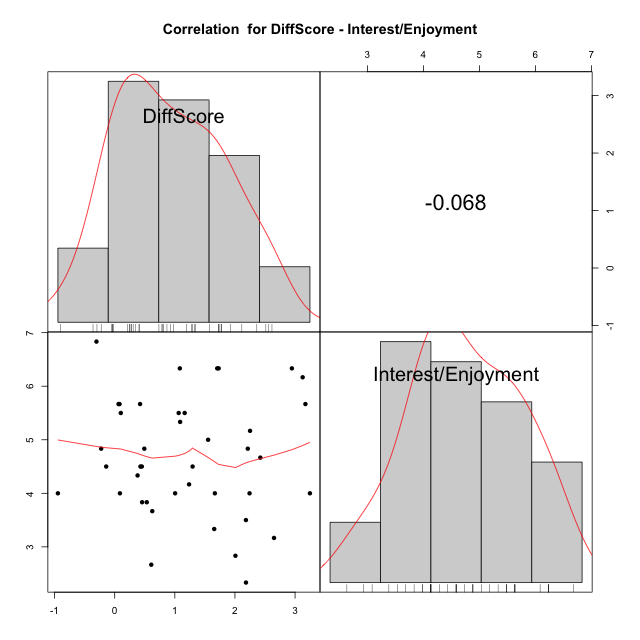 Correlation  for DiffScore - Interest/Enjoyment
3 4 5 6 7
DiffScore
-0.068
3
2
1
0
-1
7
6
5
4
3
Interest/Enjoyment
-1 0 1 2 3